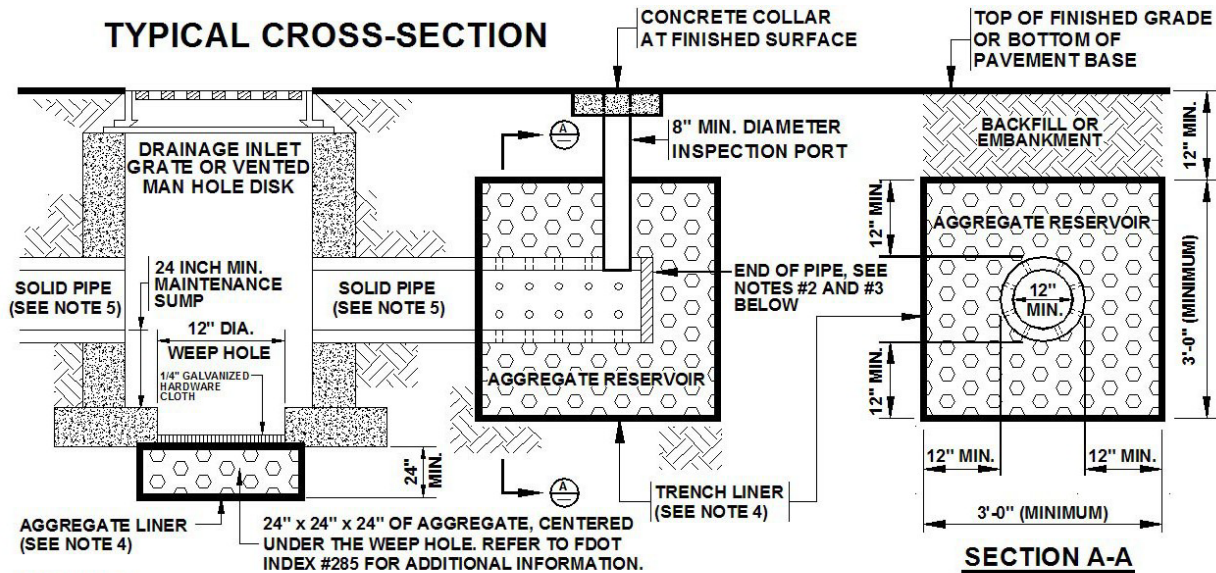 TYPICAL CROSS-SECTION
CONCRETE COLLAR
AT FINISHED SURFACE
TOP OF FINISHED GRADE
OR BOTTOM OF
PAVEMENT BASE
DRAINAGE INLET
GRATE OR VENTED
MAN HOLE DISK
A
8" MIN. DIAMETER
INSPECTION PORT
BACKFILL OR
EMBANKMENT
12" MIN.
SOLID PIPE
(SEE NOTE 5)
24 INCH MIN.
MAINTENANCE
SUMP
12" DIA.
WEEP HOLE
1/4" GALVANIZED
HARDWARE
CLOTH
SOLID PIPE
(SEE NOTE 5)
AGGREGATE RESERVOIR
END OF PIPE, SEE
NOTES #2 AND #3
BELOW
12" MIN.
AGGREGATE RESERVOIR
12"
MIN.
12" MIN.
3'-0" (MINIMUM)
24"
MIN.
A
12" MIN.
12" MIN.
3'-0" (MINIMUM)
AGGREGATE LINER
(SEE NOTE 4)
24" x 24" x 24" OF AGGREGATE, CENTERED
UNDER THE WEEP HOLE. REFER TO FDOT
INDEX #285 FOR ADDITIONAL INFORMATION.
TRENCH LINER
(SEE NOTE 4)
SECTION A-A